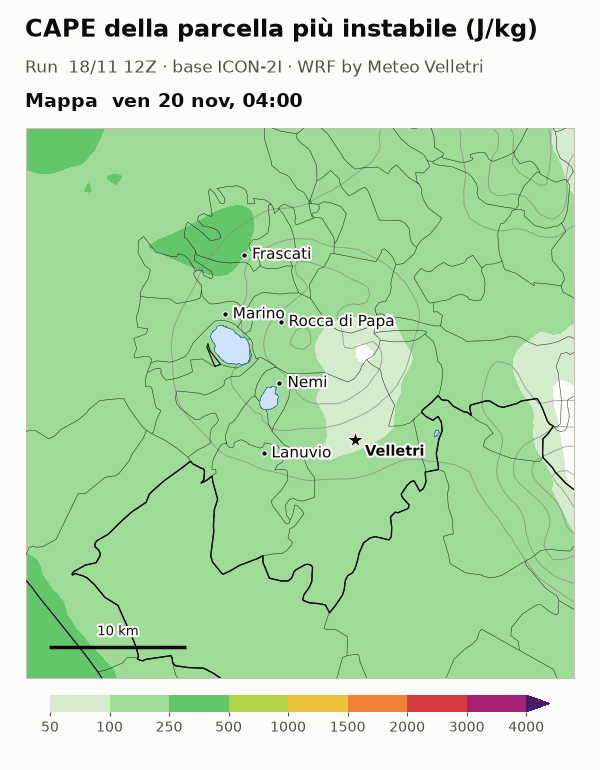 CAPE della parcella più instabile (J/kg)
Run  18/11 12Z · base ICON-2I · WRF by Meteo Velletri
Mappa  ven 20 nov, 04:00
Frascati
Marino
Rocca di Papa
Nemi
Velletri
Lanuvio
10 km
50 100 250 500 1000 1500 2000 3000 4000